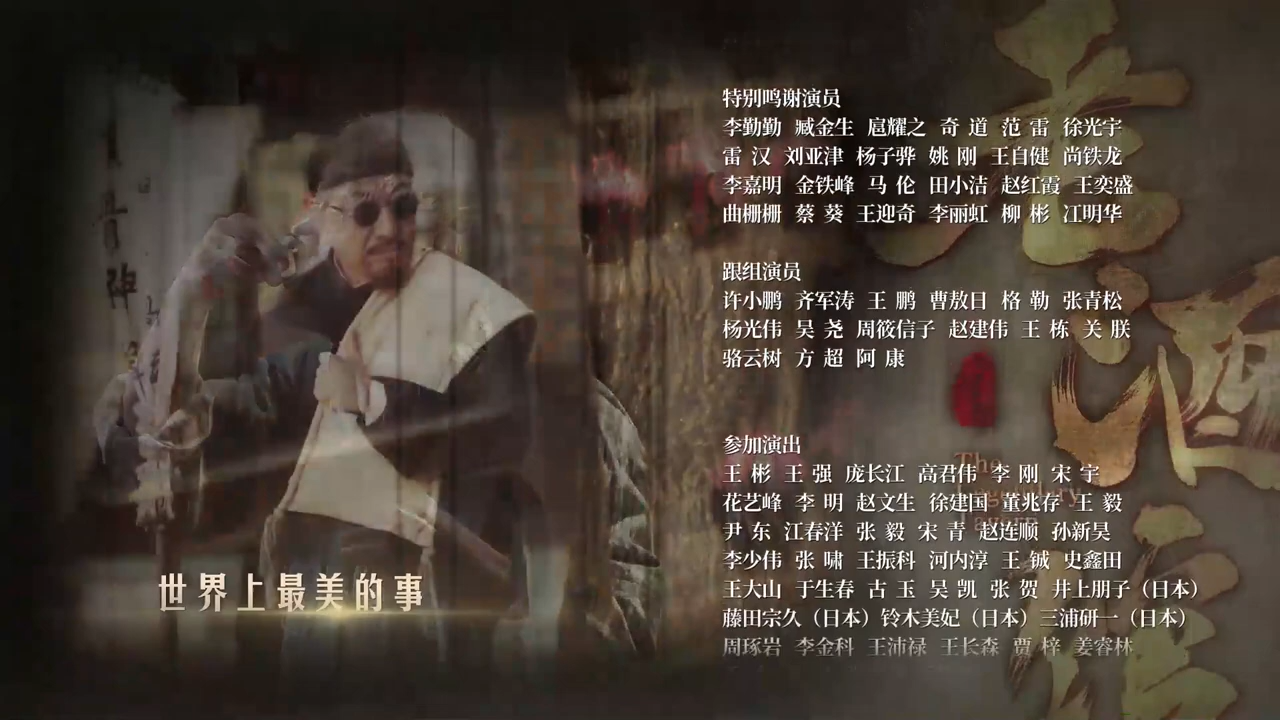 特别鸣谢演员
李勤勤 臧金生 扈耀之 奇 道 范 雷 徐光宇
雷 汉 刘亚津 杨子骅 姚 刚 王自健 尚铁龙
李嘉明 金铁峰 马 伦 田小洁 赵红霞 王奕盛
曲栅栅 蔡 葵 王迎奇 李丽虹 柳 彬 冮明华
跟组演员
许小鹏 齐军涛 王 鹏 曹敖日 格 勒 张青松
杨光伟 吴 尧 周筱信子 赵建伟 王 栋 关 朕
骆云树 方 超 阿 康
参加演出
王 彬 王 强 庞长江 高君伟 李 刚 宋 宇
花艺峰 李 明 赵文生 徐建国 董兆存 王 毅
尹 东 江春洋 张 毅 宋 青 赵连顺 孙新昊
李少伟 张 啸 王振科 河内淳 王 铖 史鑫田
王大山 于生春 古 玉 吴 凯 张 贺 井上朋子（日本）
藤田宗久（日本）铃木美妃（日本）三浦研一（日本）
周琢岩 李金科 王沛禄 王长森 贾 梓 姜睿林
世界上最美的事
老
酒
馆
The